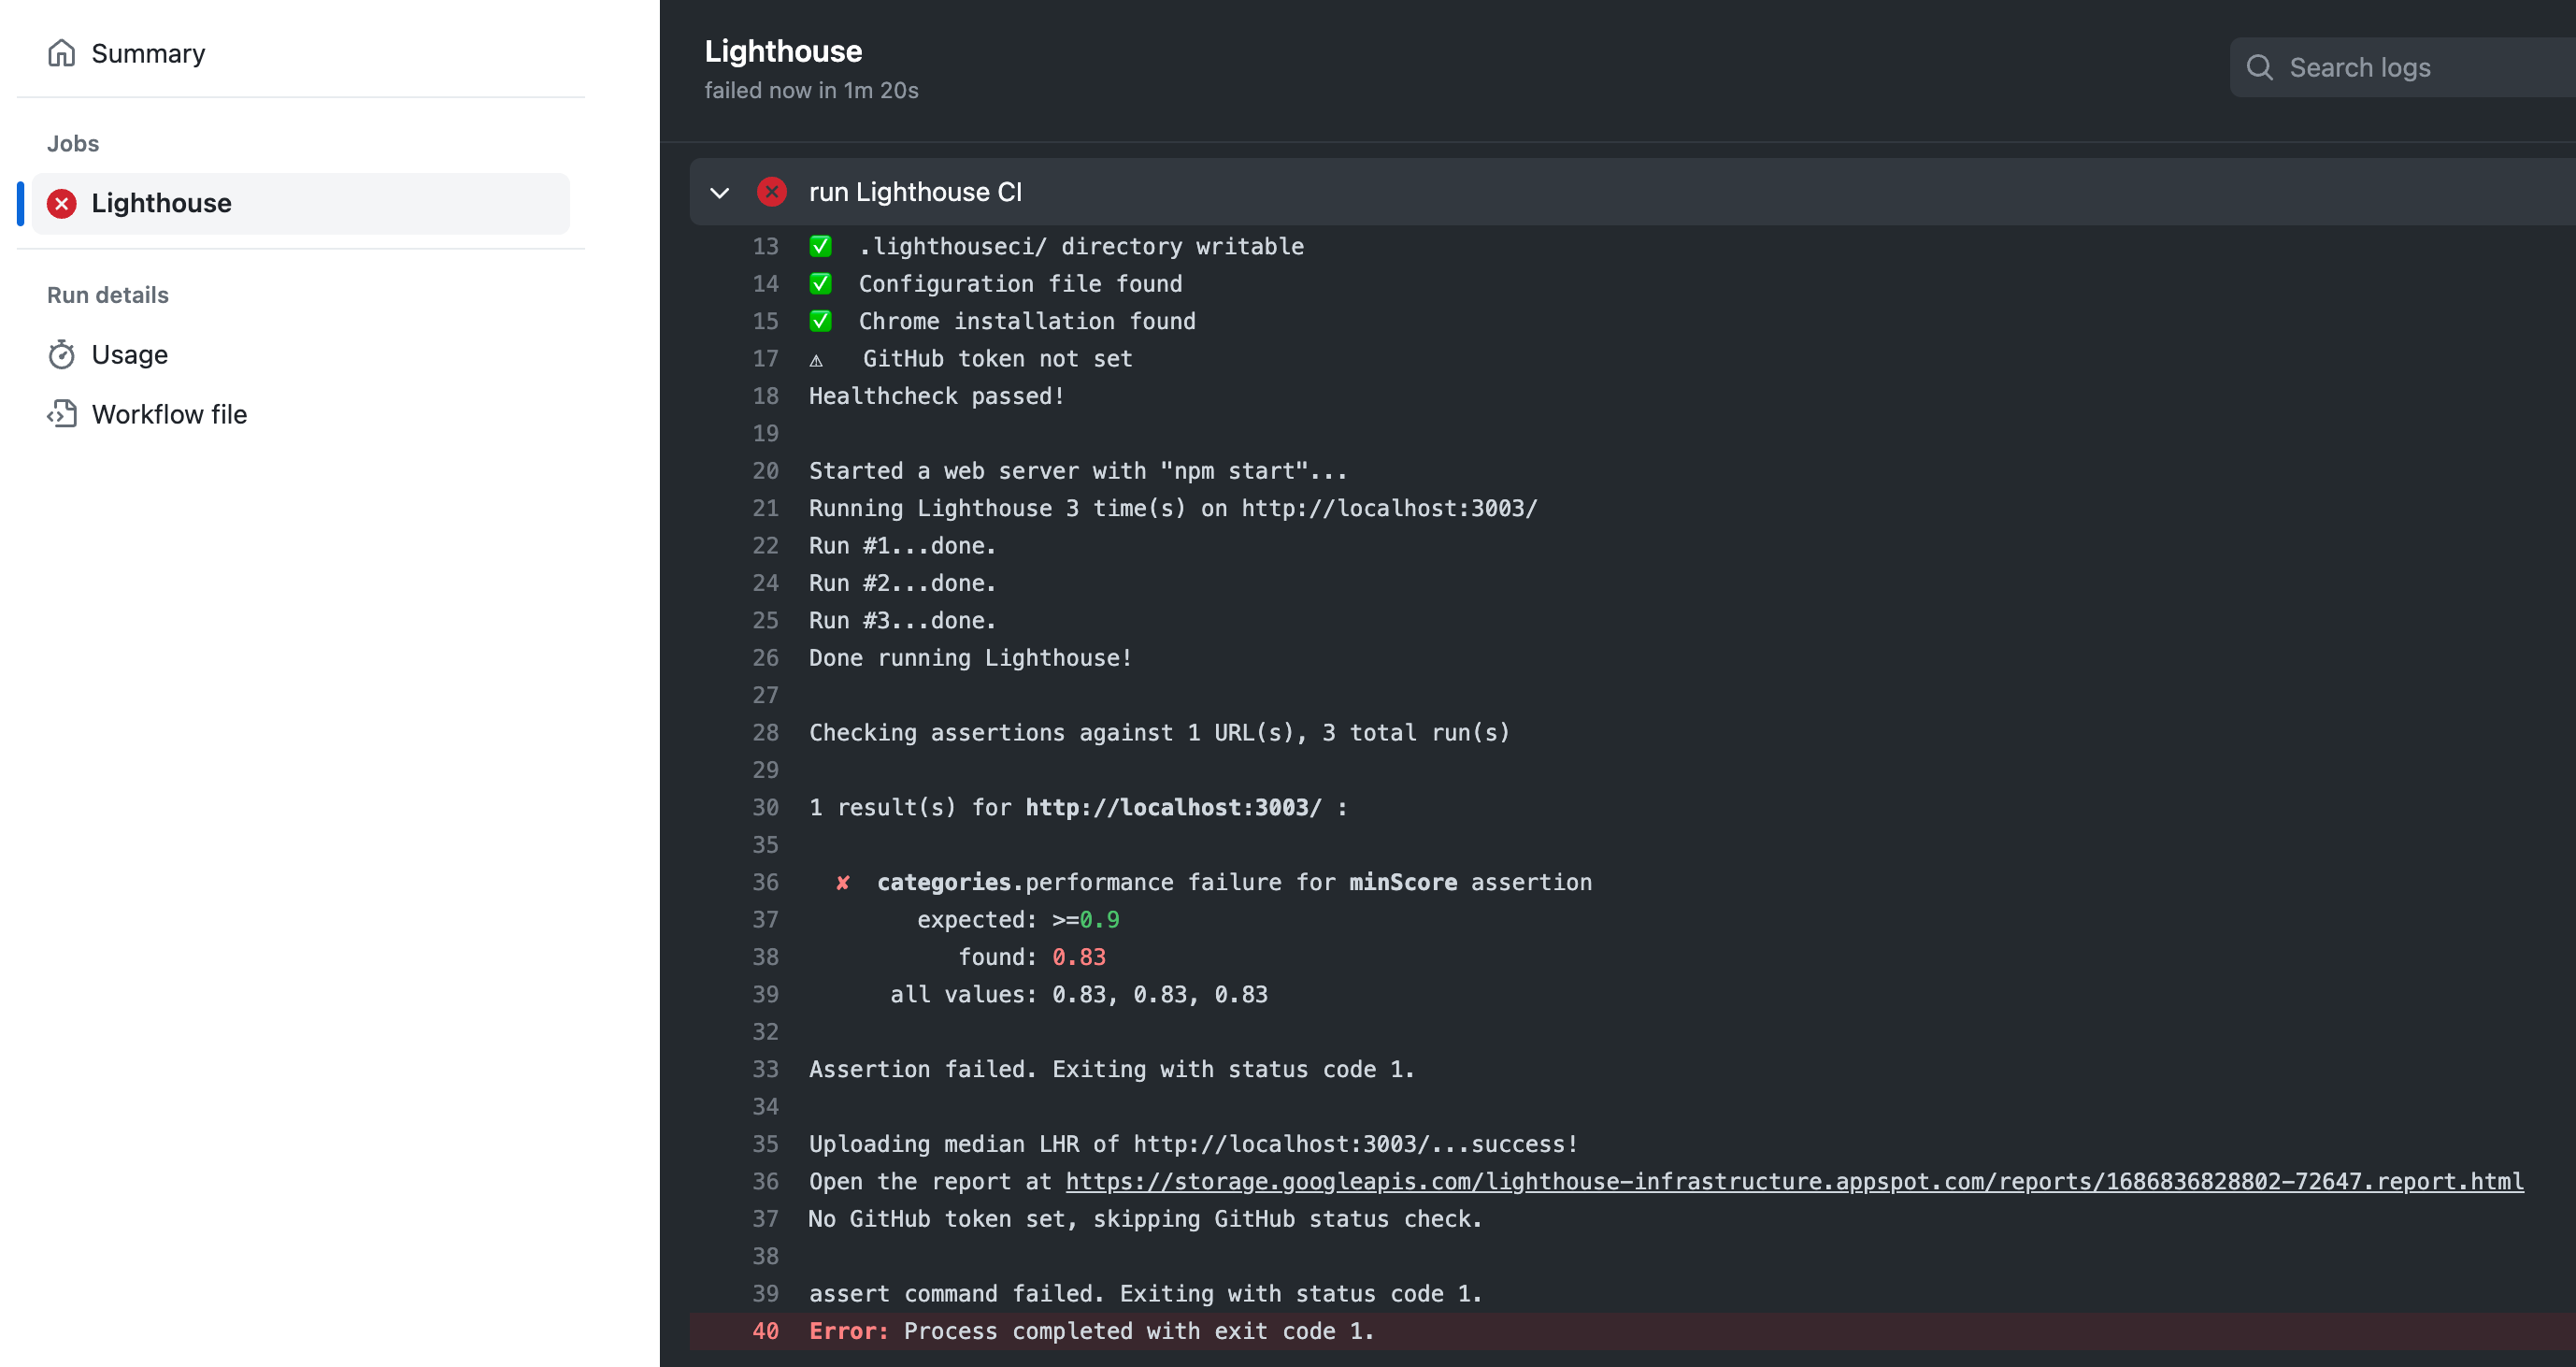 Summary
Jobs
Lighthouse
Run details
Usage
Workflow file
Lighthouse
failed now in 1m 20s
Search logs
run Lighthouse CI
13 ✅ .lighthouseci/ directory writable
14 ✅ Configuration file found
15 ✅ Chrome installation found
17 ⚠ GitHub token not set
18 Healthcheck passed!
19
20 Started a web server with "npm start"...
21 Running Lighthouse 3 time(s) on http://localhost:3003/
22 Run #1...done.
24 Run #2...done.
25 Run #3...done.
26 Done running Lighthouse!
27
28 Checking assertions against 1 URL(s), 3 total run(s)
29
30 1 result(s) for http://localhost:3003/ :
35
36 ✘ categories.performance failure for minScore assertion
37 expected: >=0.9
38 found: 0.83
39 all values: 0.83, 0.83, 0.83
32
33 Assertion failed. Exiting with status code 1.
34
35 Uploading median LHR of http://localhost:3003/...success!
36 Open the report at https://storage.googleapis.com/lighthouse-infrastructure.appspot.com/reports/1686836828802-72647.report.html
37 No GitHub token set, skipping GitHub status check.
38
39 assert command failed. Exiting with status code 1.
40 Error: Process completed with exit code 1.